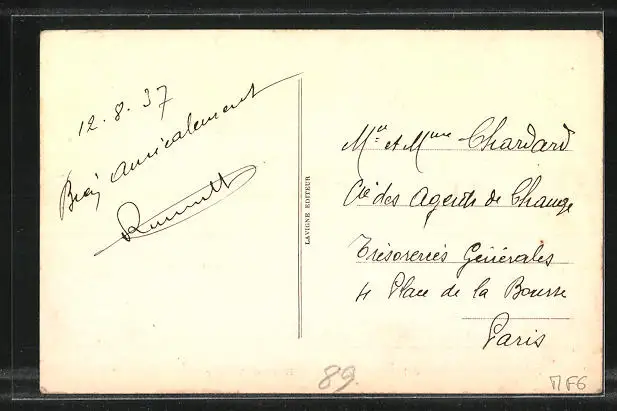 12.8.37
Bien amicalement
LAVIGNE EDITEUR
Mr et Mme Chardard
Cie des Agents de Change
Trésoreries Générales
4 Place de la Bourse
Paris
89.
MF6